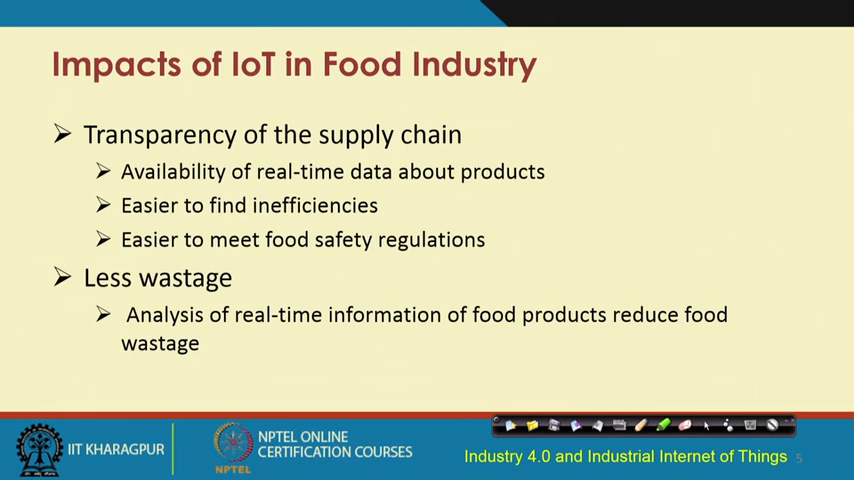 Impacts of IoT in Food Industry
Transparency of the supply chain
Availability of real-time data about products
Easier to find inefficiencies
Easier to meet food safety regulations
Less wastage
Analysis of real-time information of food products reduce food
wastage
IIT KHARAGPUR
NPTEL
NPTEL ONLINE
CERTIFICATION COURSES
Industry 4.0 and Industrial Internet of Things
5